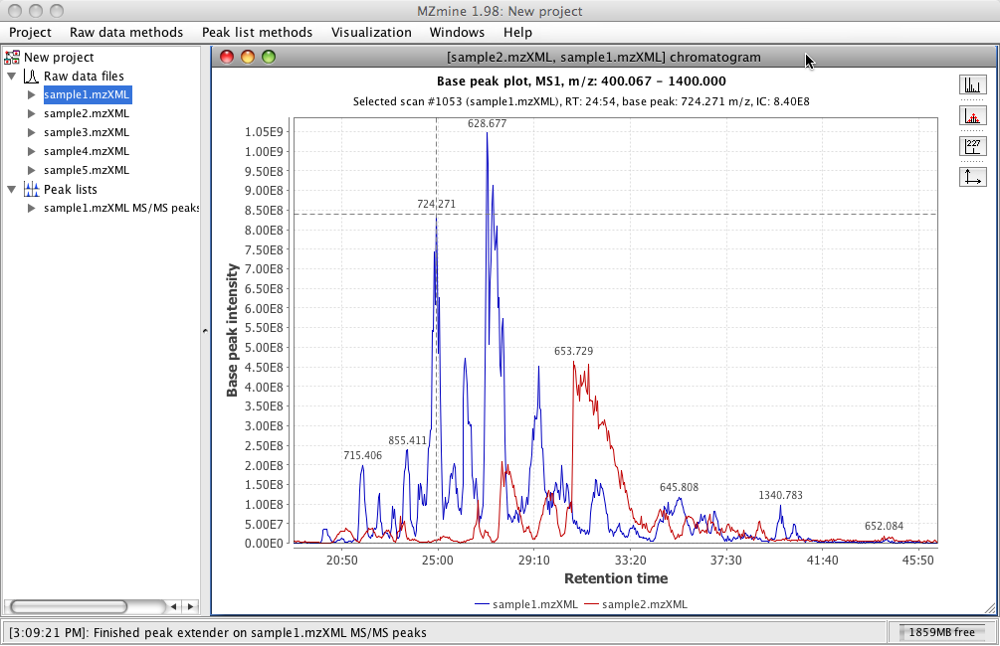 MZmine 1.98: New project
Project Raw data methods Peak list methods Visualization Windows Help
New project
Raw data files
sample1.mzXML
sample2.mzXML
sample3.mzXML
sample4.mzXML
sample5.mzXML
Peak lists
sample1.mzXML MS/MS peaks
[sample2.mzXML, sample1.mzXML] chromatogram
Base peak plot, MS1, m/z: 400.067 - 1400.000
Selected scan #1053 (sample1.mzXML), RT: 24:54, base peak: 724.271 m/z, IC: 8.40E8
227
Base peak intensity
1.05E9
1.00E9
9.50E8
9.00E8
8.50E8
8.00E8
7.50E8
7.00E8
6.50E8
6.00E8
5.50E8
5.00E8
4.50E8
4.00E8
3.50E8
3.00E8
2.50E8
2.00E8
1.50E8
1.00E8
5.00E7
0.00E0
628.677
724.271
653.729
855.411
715.406
645.808
1340.783
652.084
20:50 25:00 29:10 33:20 37:30 41:40 45:50
Retention time
sample1.mzXML sample2.mzXML
[3:09:21 PM]: Finished peak extender on sample1.mzXML MS/MS peaks
1859MB free